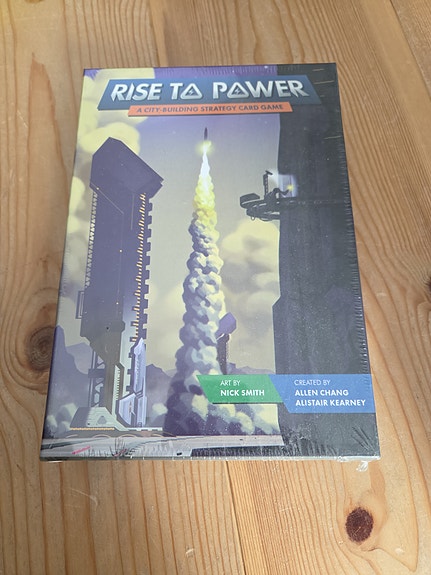 RISE TO POWER
A CITY-BUILDING STRATEGY CARD GAME
ART BY
NICK SMITH
CREATED BY
ALLEN CHANG
ALISTAIR KEARNEY